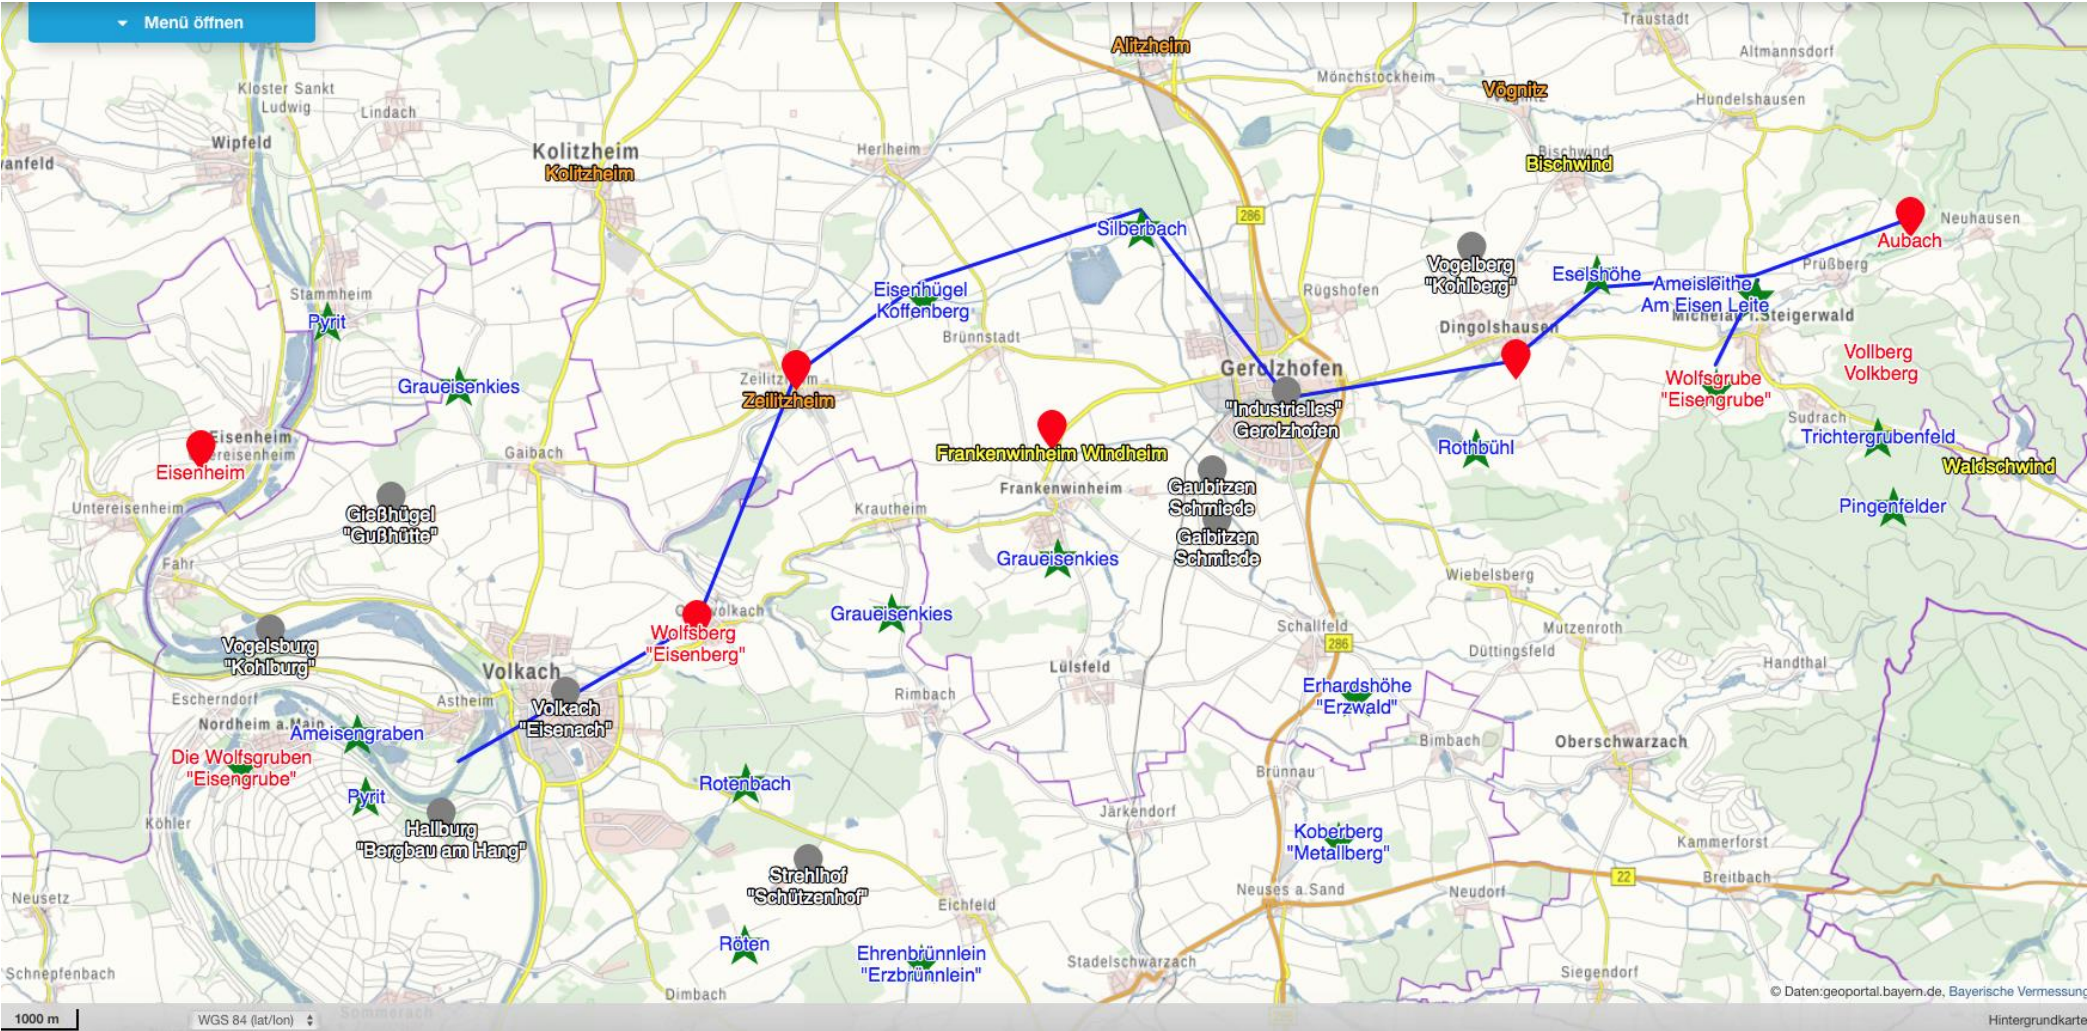 Menü öffnen
Alitzheim
Traustadt
Altmannsdorf
Kloster Sankt
Ludwig
Lindach
Mönchstockheim
Vögnitz
Hundelshausen
Wipfeld
Kolitzheim
Kolitzheim
Herlheim
Bischwind
Bischwind
anfeld
286
Silberbach
Neuhausen
Aubach
Vogelberg
"Kohlberg"
Eselshöhe
Ameisleithe
Am Eisen Leite
Prüßberg
Stammheim
Pyrit
Eisenhügel
Koffenberg
Rügshofen
Dingolshausen
Steigerwald
Brünnstadt
Gerolzhofen
Vollberg
Volkberg
Graueisenkies
Zeilitzheim
Zeilitzheim
"Industrielles"
Gerolzhofen
Wolfsgrube
"Eisengrube"
Sudrach
Trichtergrubenfeld
Eisenheim
Eisenheim
Gaibach
Frankenwinheim Windheim
Rothbühl
Waldschwind
Untereisenheim
Gießhügel
"Gußhütte"
Krautheim
Frankenwinheim
Gaubitzen
Schmiede
Gaibitzen
Schmiede
Pingenfelder
Fahr
Graueisenkies
Wiebelsberg
Vogelsburg
"Kohlburg"
Wolfsberg
"Eisenberg"
Graueisenkies
Schallfeld
286
Mutzenroth
Düttingsfeld
Handthal
Volkach
Lülsfeld
Escherndorf
Astheim
Rimbach
Erhardshöhe
"Erzwald"
Nordheim a.Main
Ameisengraben
Volkach
"Eisenach"
Bimbach
Oberschwarzach
Die Wolfsgruben
"Eisengrube"
Pyrit
Rotenbach
Brünnau
Köhler
Hallburg
"Bergbau am Hang"
Järkendorf
Koberberg
"Metallberg"
Kammerforst
Strehlhof
"Schützenhof"
22
Breitbach
Neusetz
Eichfeld
Neuses a.Sand
Neudorf
Röten
Ehrenbrünnlein
"Erzbrünnlein"
Stadelschwarzach
Schnepfenbach
Siegendorf
Dimbach
© Daten:geoportal.bayern.de, Bayerische Vermessung
1000 m
WGS 84 (lat/lon)
Sommerach
Hintergrundkarte